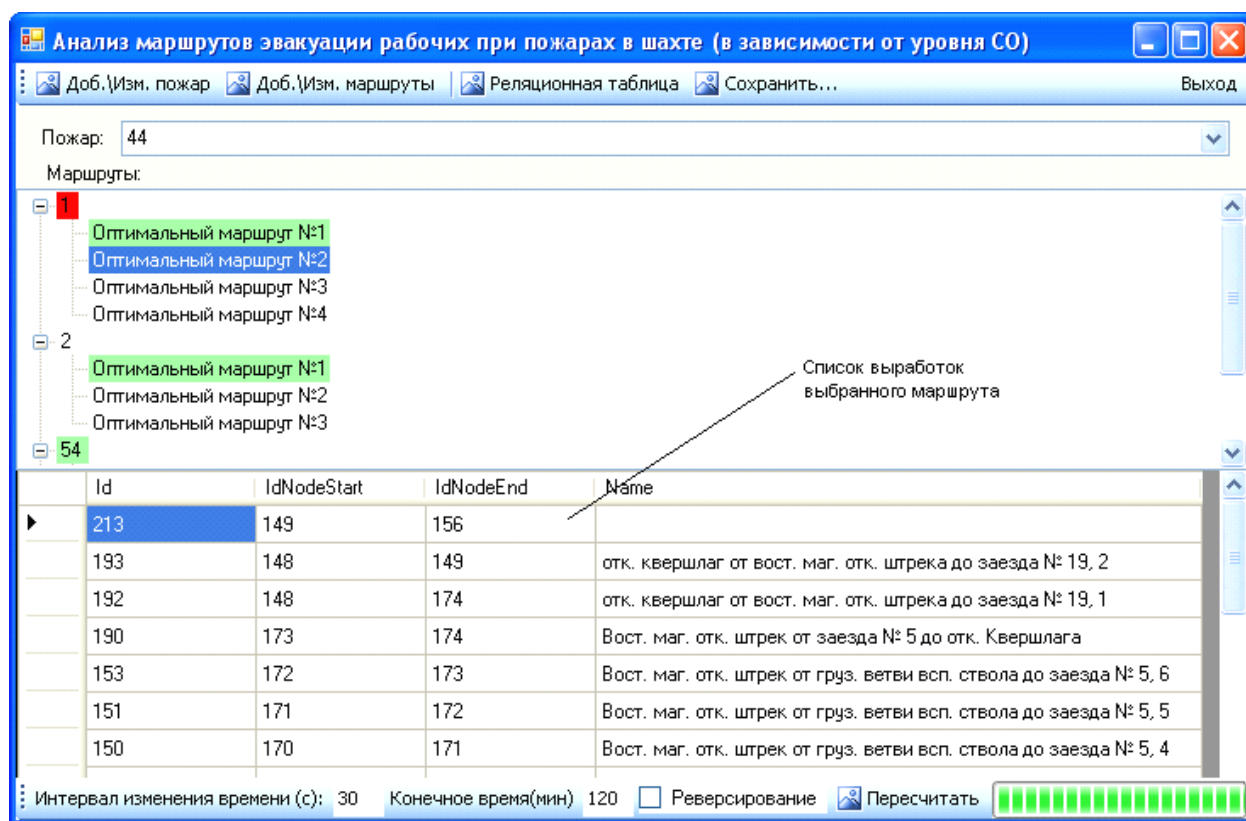 Анализ маршрутов эвакуации рабочих при пожарах в шахте (в зависимости от уровня СО)
Доб.\Изм. пожар Доб.\Изм. маршруты Реляционная таблица Сохранить... Выход
Пожар: 44
Маршруты:
1
Оптимальный маршрут №1
Оптимальный маршрут №2
Оптимальный маршрут №3
Оптимальный маршрут №4
2
Оптимальный маршрут №1
Оптимальный маршрут №2
Оптимальный маршрут №3
54
Список выработок
выбранного маршрута
Id IdNodeStart IdNodeEnd Name
213 149 156
193 148 149 отк. квершлаг от вост. маг. отк. штрека до заезда № 19, 2
192 148 174 отк. квершлаг от вост. маг. отк. штрека до заезда № 19, 1
190 173 174 Вост. маг. отк. штрек от заезда № 5 до отк. Квершлага
153 172 173 Вост. маг. отк. штрек от груз. ветви всп. ствола до заезда № 5, 6
151 171 172 Вост. маг. отк. штрек от груз. ветви всп. ствола до заезда № 5, 5
150 170 171 Вост. маг. отк. штрек от груз. ветви всп. ствола до заезда № 5, 4
Интервал изменения времени (с): 30 Конечное время(мин) 120 Реверсирование Пересчитать